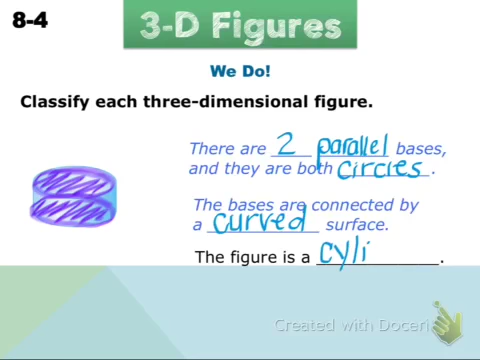 8-4
3-D Figures
We Do!
Classify each three-dimensional figure.
There are 2 parallel bases,
and they are both circles.
The bases are connected by
a curved surface.
The figure is a cyli.
Created with Doceri